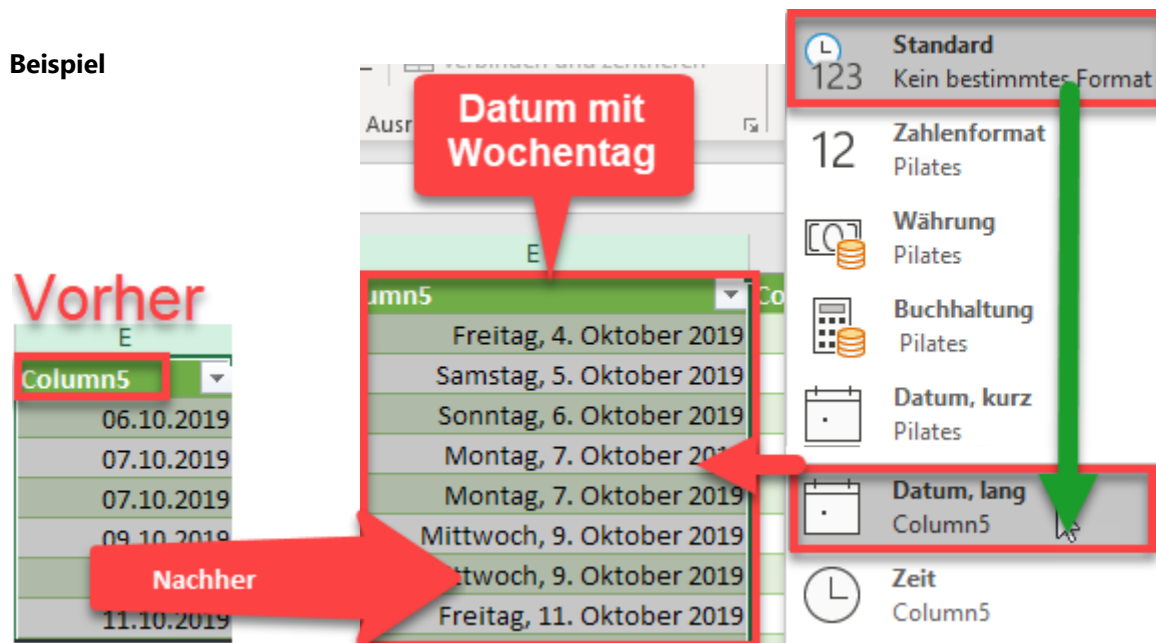 Beispiel
Verbinden und zentrieren
Ausr
Datum mit
Wochentag
E
umn5
Co
Freitag, 4. Oktober 2019
Samstag, 5. Oktober 2019
Sonntag, 6. Oktober 2019
Montag, 7. Oktober 20
Montag, 7. Oktober 2019
Mittwoch, 9. Oktober 2019
ttwoch, 9. Oktober 2019
Freitag, 11. Oktober 2019
Vorher
E
Column5
06.10.2019
07.10.2019
07.10.2019
09.10.2019
11.10.2019
Nachher
123
Standard
Kein bestimmtes Format
12
Zahlenformat
Pilates
Währung
Pilates
Buchhaltung
Pilates
Datum, kurz
Pilates
Datum, lang
Column5
Zeit
Column5